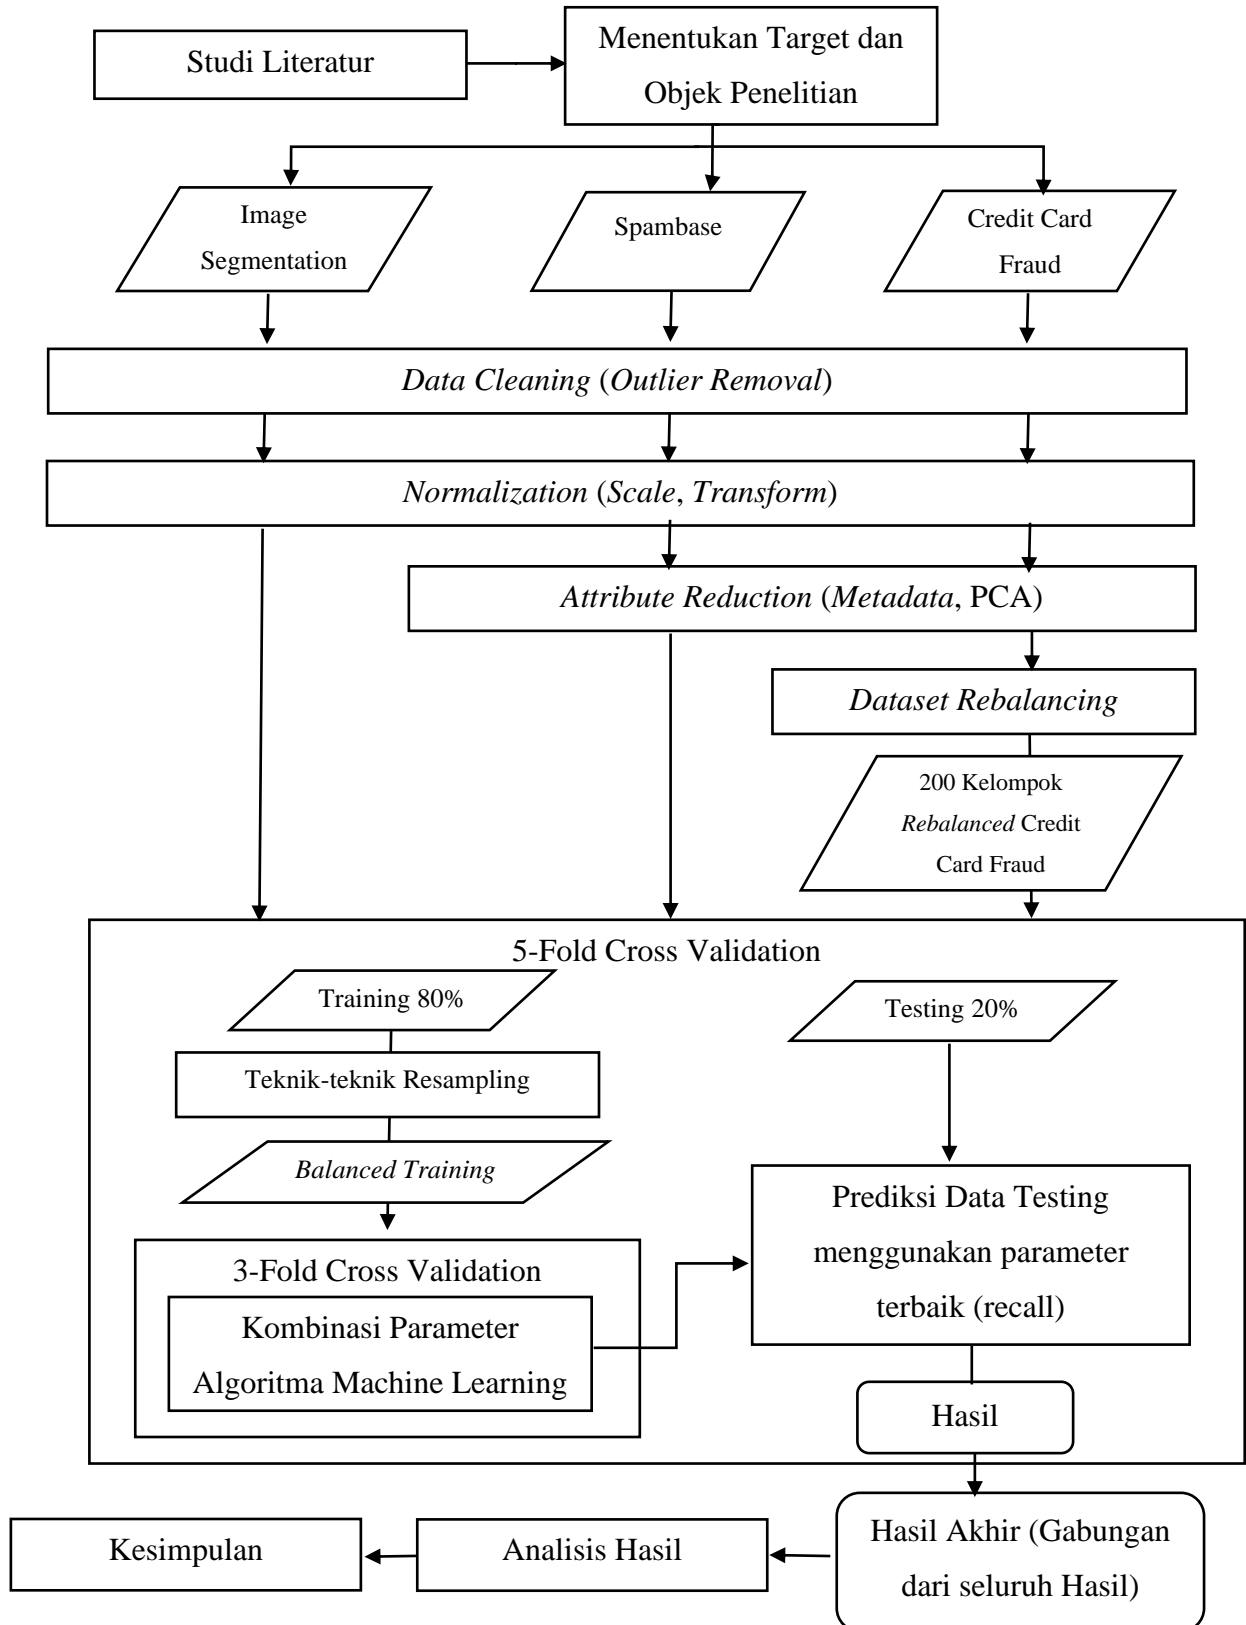 Studi Literatur
Menentukan Target dan
Objek Penelitian
Image
Segmentation
Spambase
Credit Card
Fraud
Data Cleaning (Outlier Removal)
Normalization (Scale, Transform)
Attribute Reduction (Metadata, PCA)
Dataset Rebalancing
200 Kelompok
Rebalanced Credit
Card Fraud
5-Fold Cross Validation
Training 80%
Testing 20%
Teknik-teknik Resampling
Balanced Training
3-Fold Cross Validation
Kombinasi Parameter
Algoritma Machine Learning
Prediksi Data Testing
menggunakan parameter
terbaik (recall)
Hasil
Hasil Akhir (Gabungan
dari seluruh Hasil)
Analisis Hasil
Kesimpulan